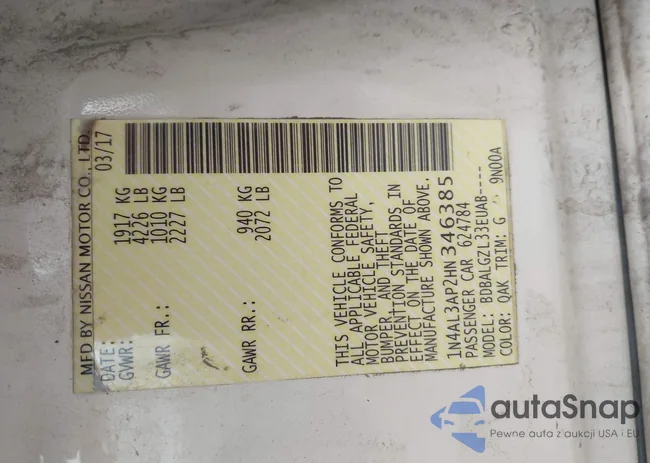 MFD BY NISSAN MOTOR CO., LTD.
DATE: 03/17
GVWR: 1917 KG
4226 LB
GAWR FR.: 1010 KG
2227 LB
GAWR RR.: 940 KG
2072 LB
THIS VEHICLE CONFORMS TO
ALL APPLICABLE FEDERAL
MOTOR VEHICLE SAFETY,
BUMPER, AND THEFT
PREVENTION STANDARDS IN
EFFECT ON THE DATE OF
MANUFACTURE SHOWN ABOVE.
1N4AL3AP2HN346385
PASSENGER CAR 624784
MODEL: BDBALGZL33EUAB----
COLOR: QAK TRIM: G 9N00A
autaSnap
Pewne auta z aukcji USA i EU